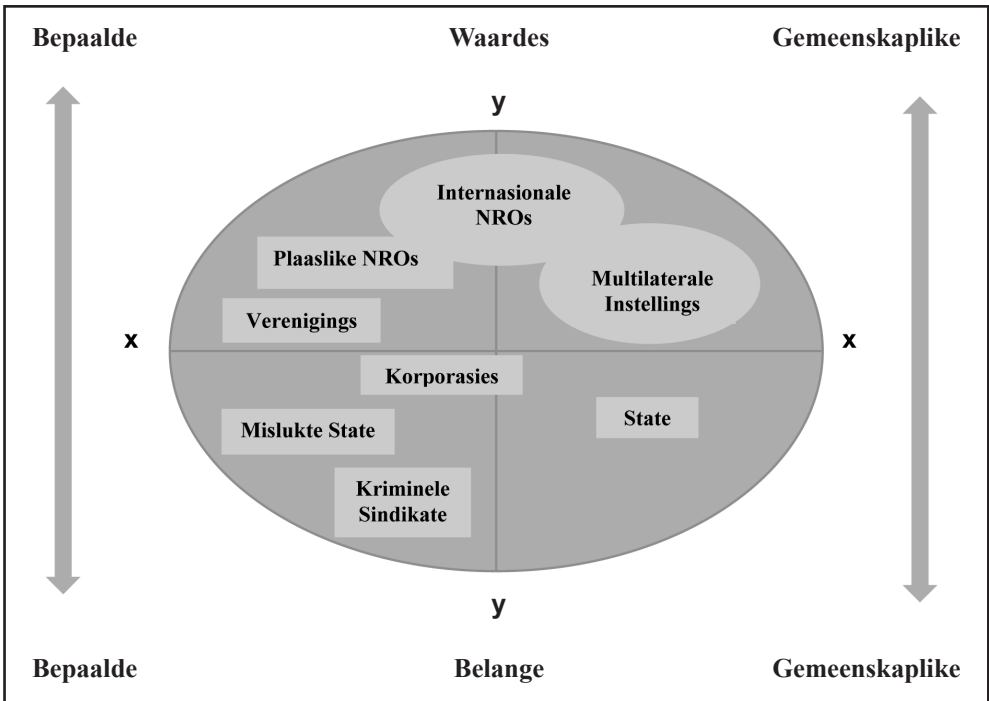 Bepaalde Waardes Gemeenskaplike
y
Internasionale
NROs
Plaaslike NROs
Multilaterale
Instellings
Verenigings
x x
Korporasies
Mislukte State
State
Kriminele
Sindikate
y
Bepaalde Belange Gemeenskaplike